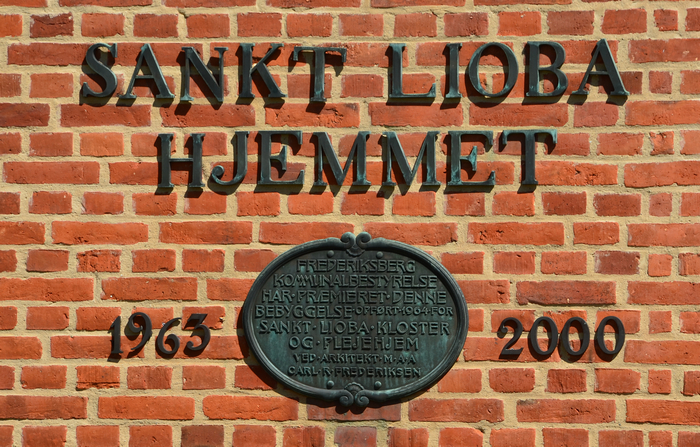 SANKT LIOBA
HJEMMET
1963
FREDERIKSBERG
KOMMUNALBESTYRELSE
HAR PRÆMIERET DENNE
BEBYGGELSE OPFØRT 1964 FOR
SANKT·LIOBA·KLOSTER
OG·PLEJEHJEM
VED·ARKITEKT·M·A·A
CARL·R·FREDERIKSEN
2000